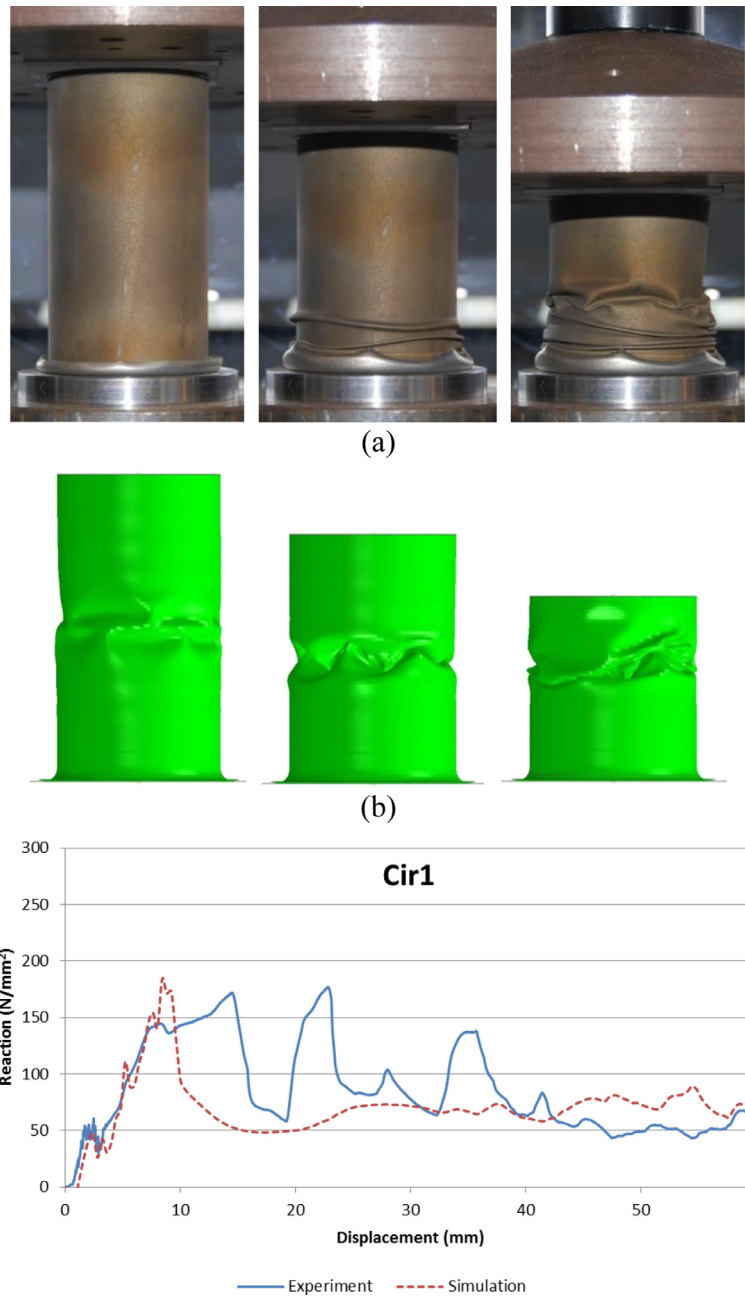 (a)
(b)
Cir1
300
250
200
150
100
50
0
Reaction (N/mm²)
0 10 20 30 40 50
Displacement (mm)
Experiment Simulation